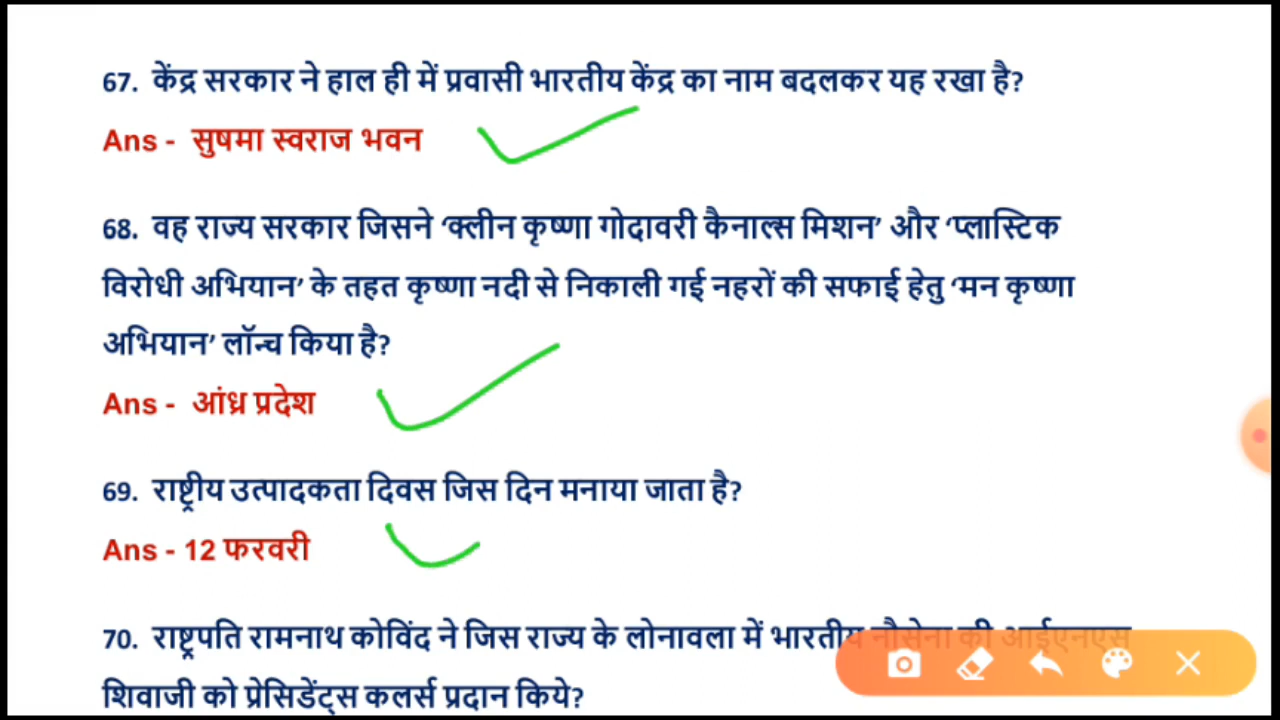 67. केंद्र सरकार ने हाल ही में प्रवासी भारतीय केंद्र का नाम बदलकर यह रखा है?
Ans - सुषमा स्वराज भवन
68. वह राज्य सरकार जिसने ‘क्लीन कृष्णा गोदावरी कैनाल्स मिशन’ और ‘प्लास्टिक
विरोधी अभियान’ के तहत कृष्णा नदी से निकाली गई नहरों की सफाई हेतु ‘मन कृष्णा
अभियान’ लॉन्च किया है?
Ans - आंध्र प्रदेश
69. राष्ट्रीय उत्पादकता दिवस जिस दिन मनाया जाता है?
Ans - 12 फरवरी
70. राष्ट्रपति रामनाथ कोविंद ने जिस राज्य के लोनावला में भारतीय नौसेना की आईएनएस
शिवाजी को प्रेसिडेंट्स कलर्स प्रदान किये?